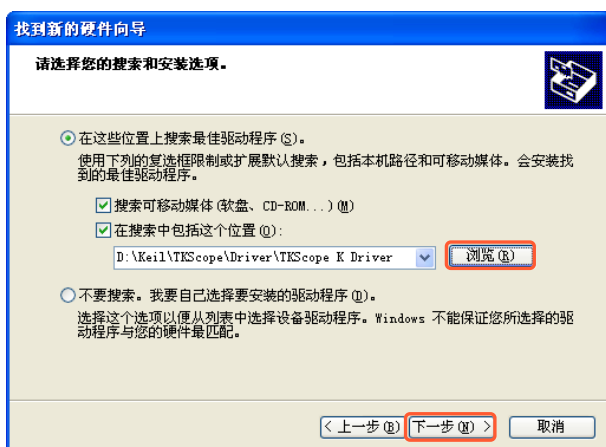 找到新的硬件向导
请选择您的搜索和安装选项。
在这些位置上搜索最佳驱动程序(S)。
使用下列的复选框限制或扩展默认搜索，包括本机路径和可移动媒体。会安装找
到的最佳驱动程序。
搜索可移动媒体(软盘、CD-ROM...)(M)
在搜索中包括这个位置(O):
D:\Keil\TKScope\Driver\TKScope K Driver
浏览(R)
不要搜索。我要自己选择要安装的驱动程序(D)。
选择这个选项以便从列表中选择设备驱动程序。Windows 不能保证您所选择的驱
动程序与您的硬件最匹配。
< 上一步(B) 下一步(N) > 取消